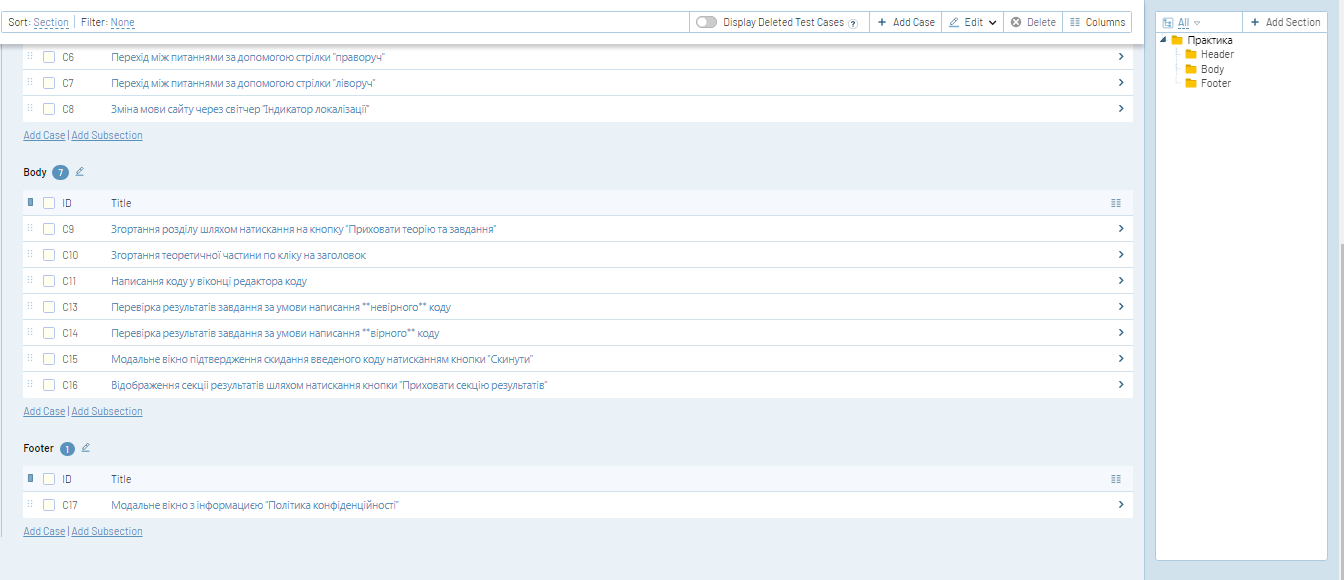 Sort: Section | Filter: None
Display Deleted Test Cases ?
+ Add Case
Edit
Delete
Columns
All
+ Add Section
Практика
Header
Body
Footer
C6 Перехід між питаннями за допомогою стрілки "праворуч"
C7 Перехід між питаннями за допомогою стрілки "ліворуч"
C8 Зміна мови сайту через світчер "Індикатор локалізації"
Add Case | Add Subsection
Body 7
ID Title
C9 Згортання розділу шляхом натискання на кнопку "Приховати теорію та завдання"
C10 Згортання теоретичної частини по кліку на заголовок
C11 Написання коду у віконці редактора коду
C13 Перевірка результатів завдання за умови написання **невірного** коду
C14 Перевірка результатів завдання за умови написання **вірного** коду
C15 Модальне вікно підтвердження скидання введеного коду натисканням кнопки "Скинути"
C16 Відображення секції результатів шляхом натискання кнопки "Приховати секцію результатів"
Add Case | Add Subsection
Footer 1
ID Title
C17 Модальне вікно з інформацією "Політика конфіденційності"
Add Case | Add Subsection